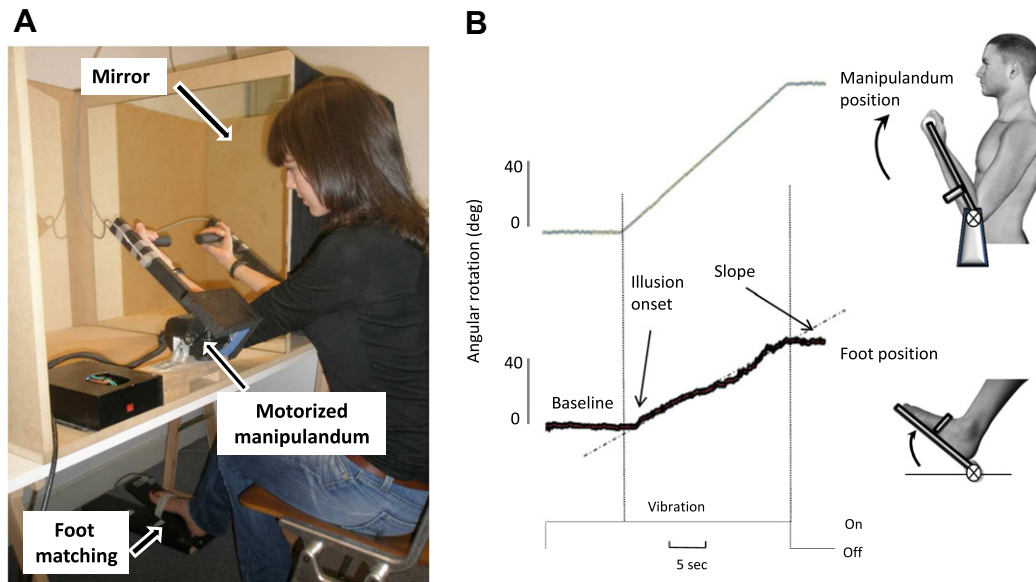 A
Mirror
Motorized
manipulandum
Foot
matching
B
Manipulandum
position
40
0
Angular rotation (deg)
Illusion
onset
Slope
40
0
Baseline
Foot position
Vibration
On
Off
5 sec